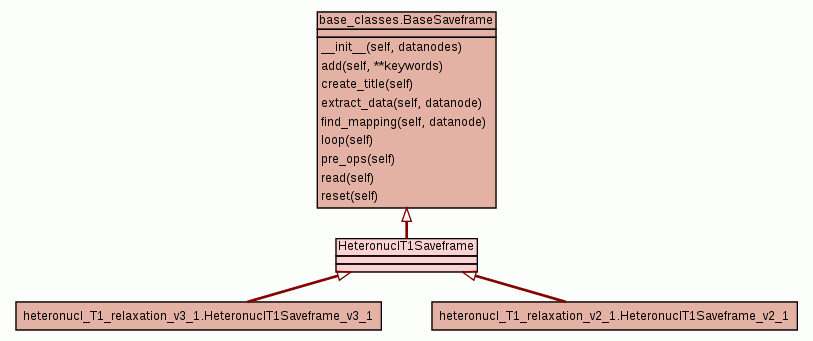 base_classes.BaseSaveframe
__init__(self, datanodes)
add(self, **keywords)
create_title(self)
extract_data(self, datanode)
find_mapping(self, datanode)
loop(self)
pre_ops(self)
read(self)
reset(self)
HeteronuclT1Saveframe
heteronucl_T1_relaxation_v3_1.HeteronuclT1Saveframe_v3_1
heteronucl_T1_relaxation_v2_1.HeteronuclT1Saveframe_v2_1